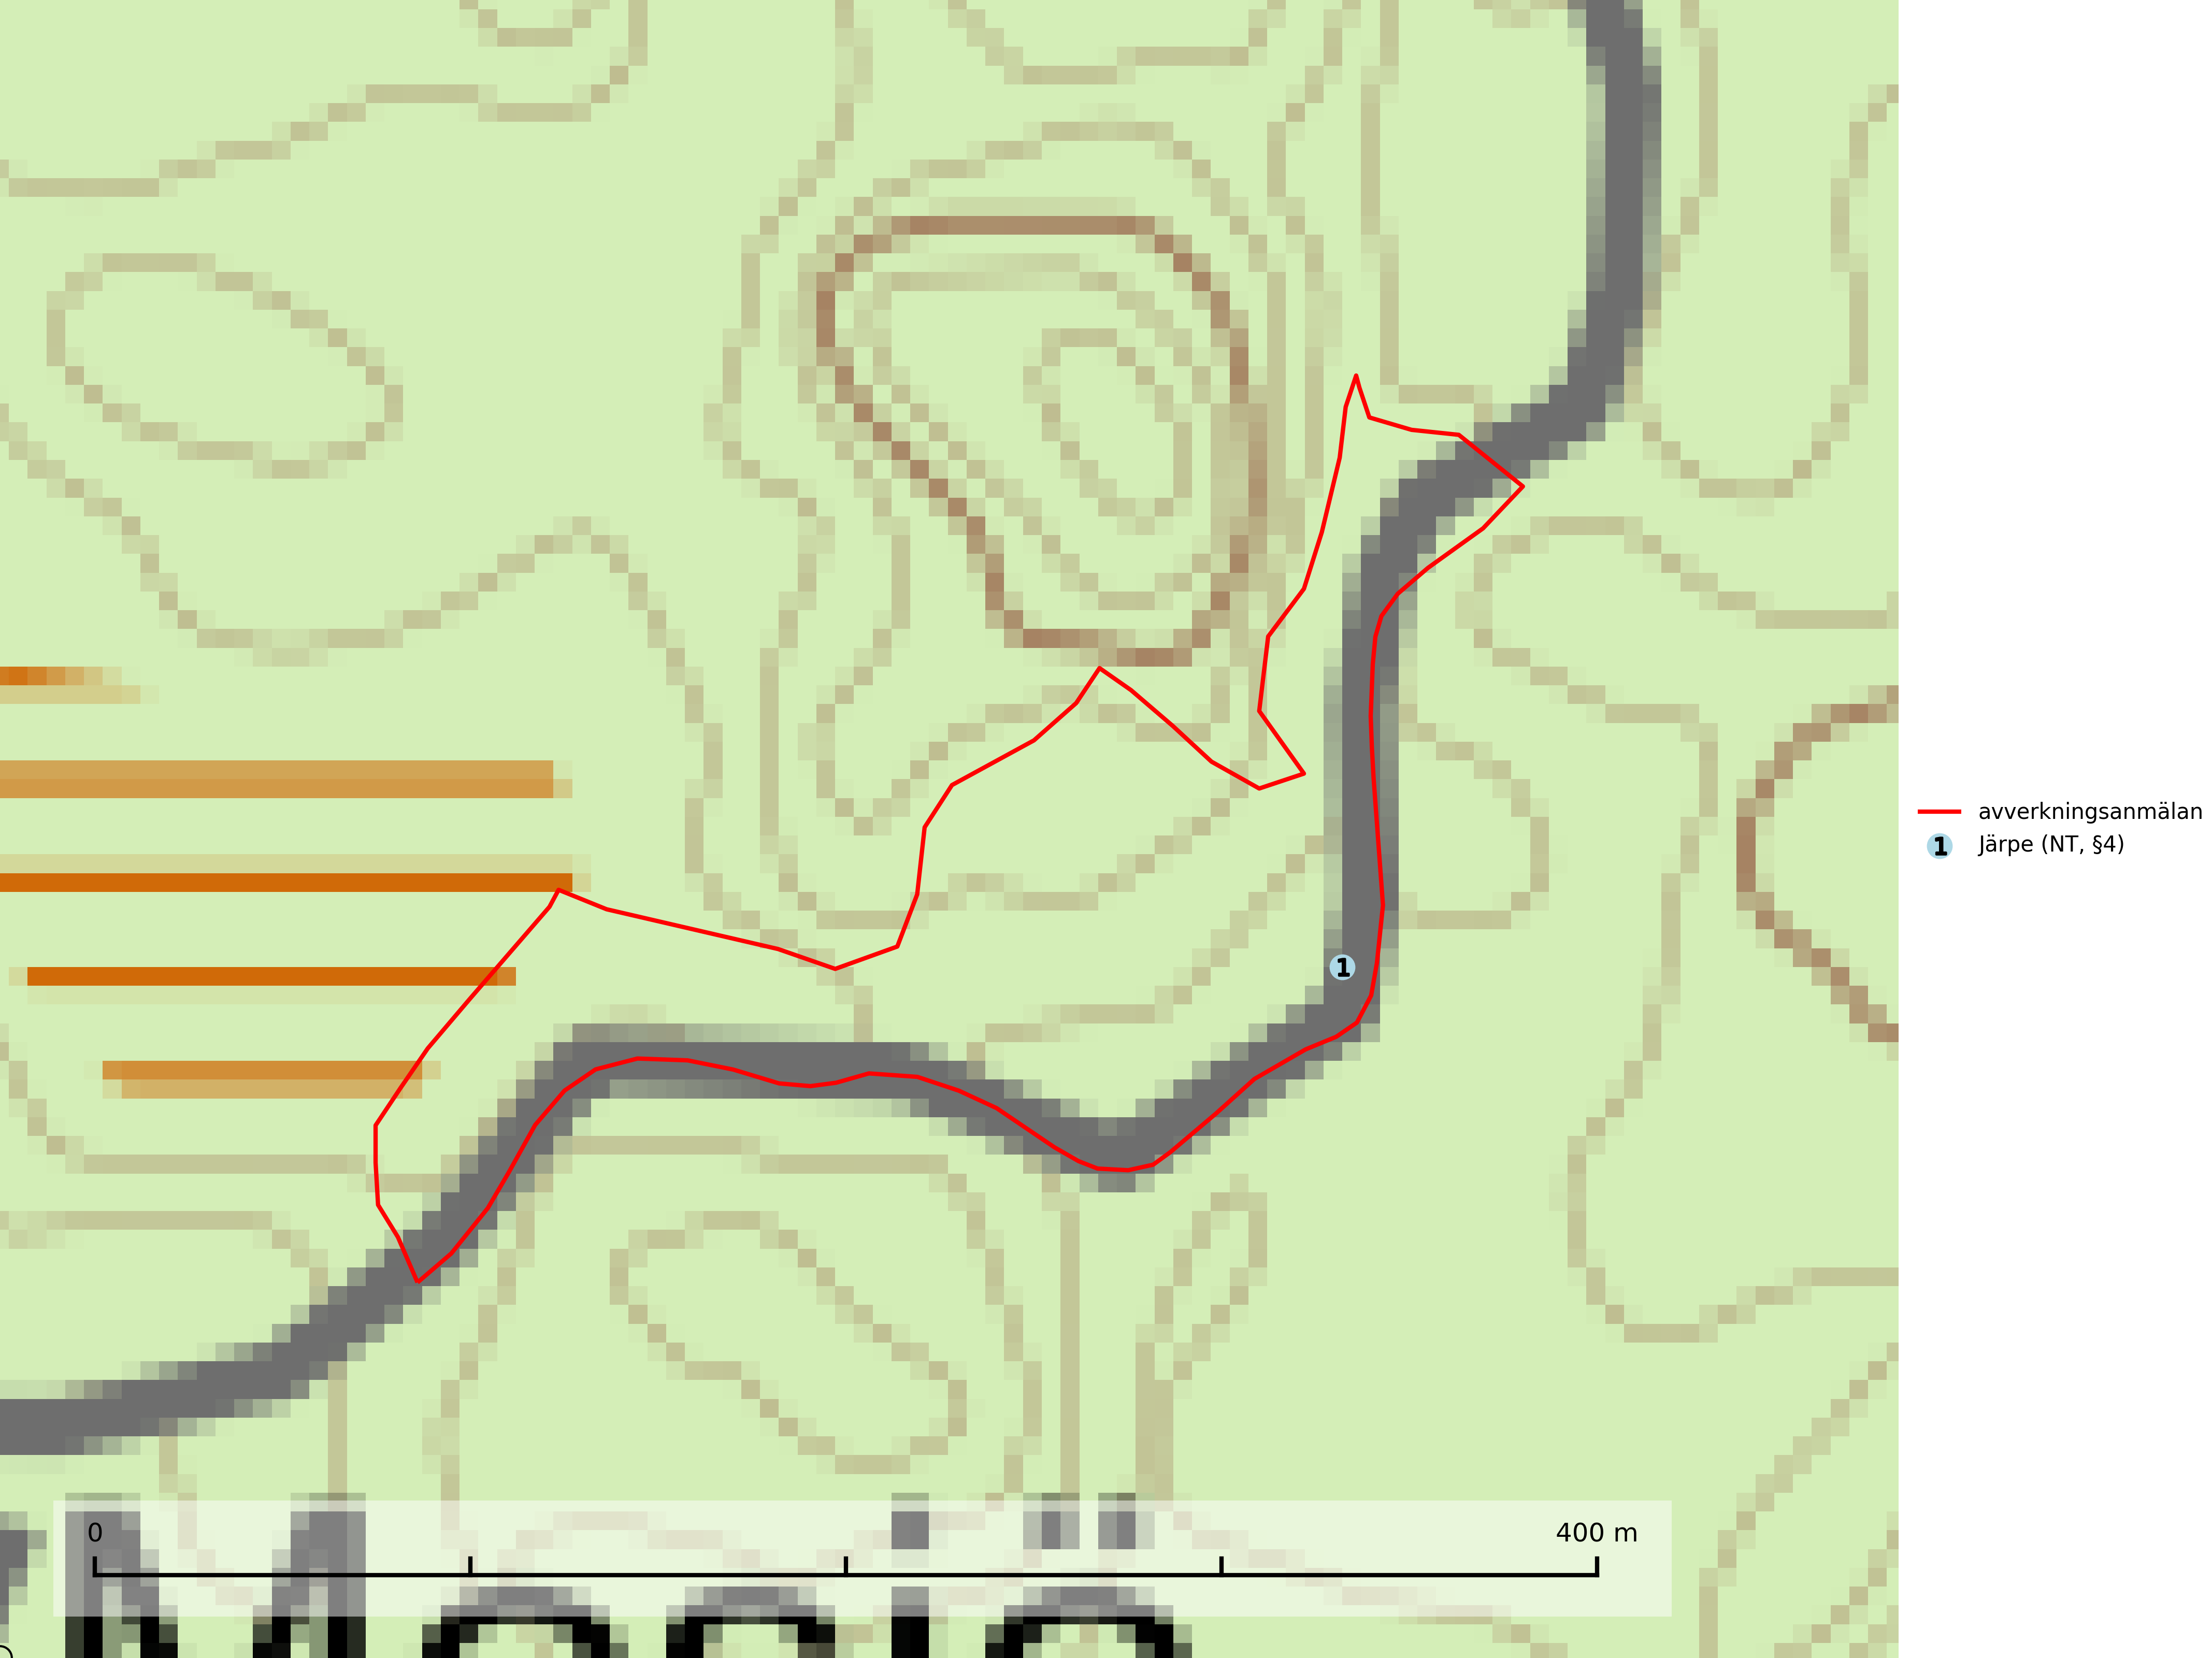 avverkningsanmälan
1 Järpe (NT, §4)
1
0 400 m